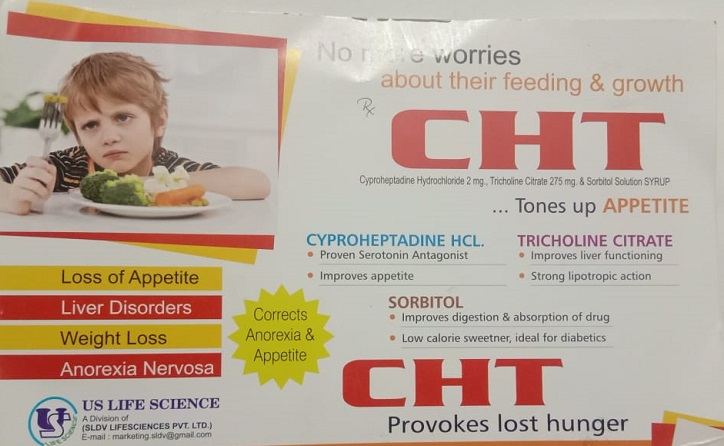 No more worries
about their feeding & growth
Rx
CHT
Cyproheptadine Hydrochloride 2 mg., Tricholine Citrate 275 mg. & Sorbitol Solution SYRUP
... Tones up APPETITE
CYPROHEPTADINE HCL.
• Proven Serotonin Antagonist
• Improves appetite
TRICHOLINE CITRATE
• Improves liver functioning
• Strong lipotropic action
SORBITOL
• Improves digestion & absorption of drug
• Low calorie sweetner, ideal for diabetics
Loss of Appetite
Liver Disorders
Weight Loss
Anorexia Nervosa
Corrects
Anorexia &
Appetite
CHT
Provokes lost hunger
US LIFE SCIENCE
A Division of
(SLDV LIFESCIENCES PVT. LTD.)
E-mail : marketing.sldv@gmail.com